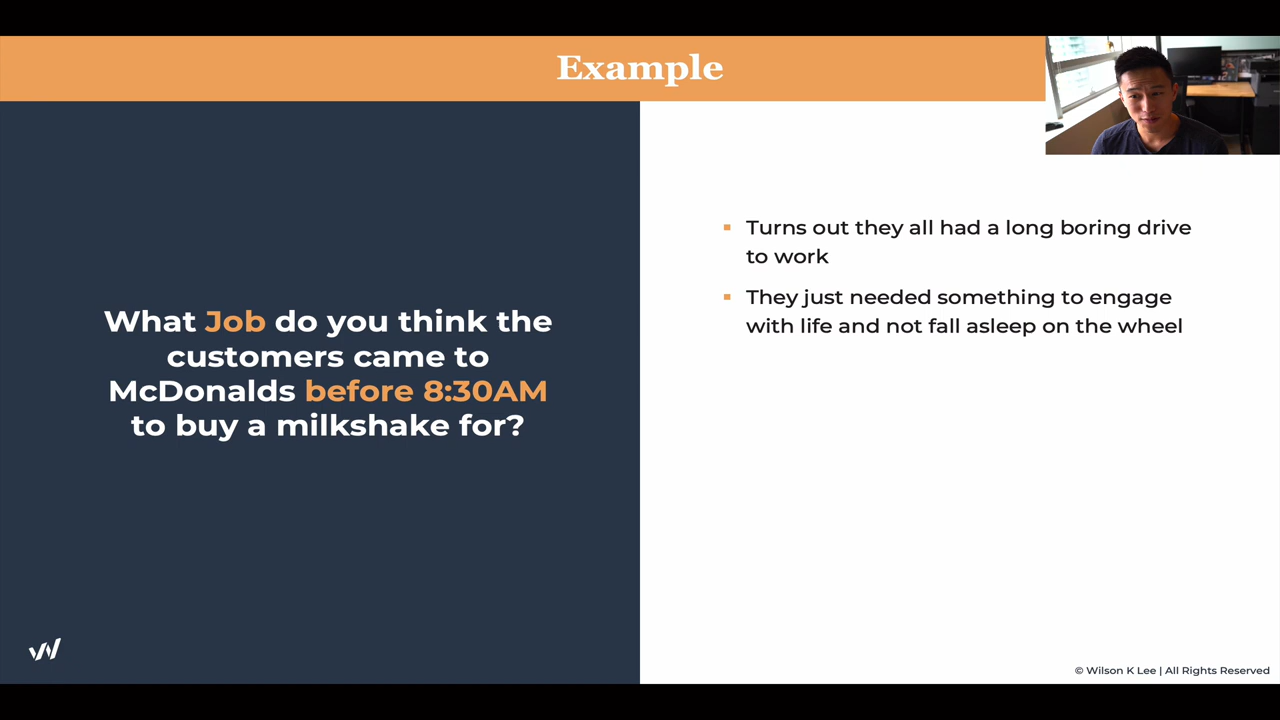 Example
What Job do you think the
customers came to
McDonalds before 8:30AM
to buy a milkshake for?
Turns out they all had a long boring drive
to work
They just needed something to engage
with life and not fall asleep on the wheel
© Wilson K Lee | All Rights Reserved